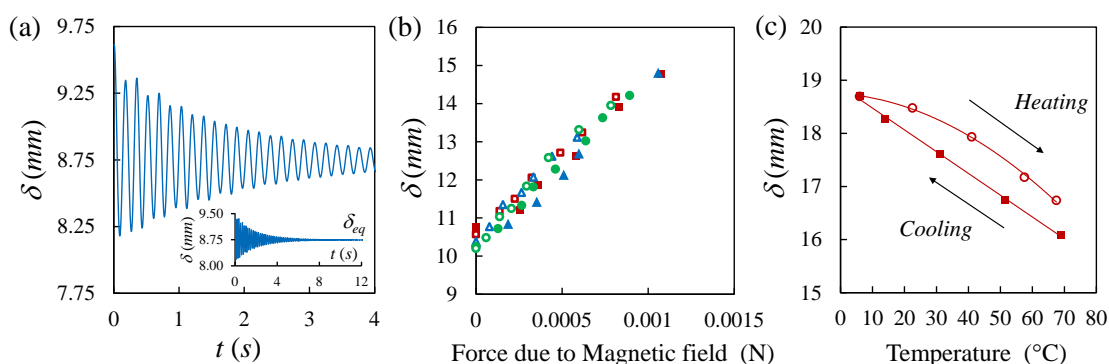 (a)
9.75
9.25
8.75
8.25
7.75
δ (mm)
0 1 2 3 4
t (s)
9.50
8.75
8.00
δ (mm)
δeq
t (s)
0 4 8 12
(b)
16
15
14
13
12
11
10
9
δ (mm)
0 0.0005 0.001 0.0015
Force due to Magnetic field (N)
(c)
20
19
18
17
16
15
δ (mm)
Heating
Cooling
0 10 20 30 40 50 60 70 80
Temperature (°C)